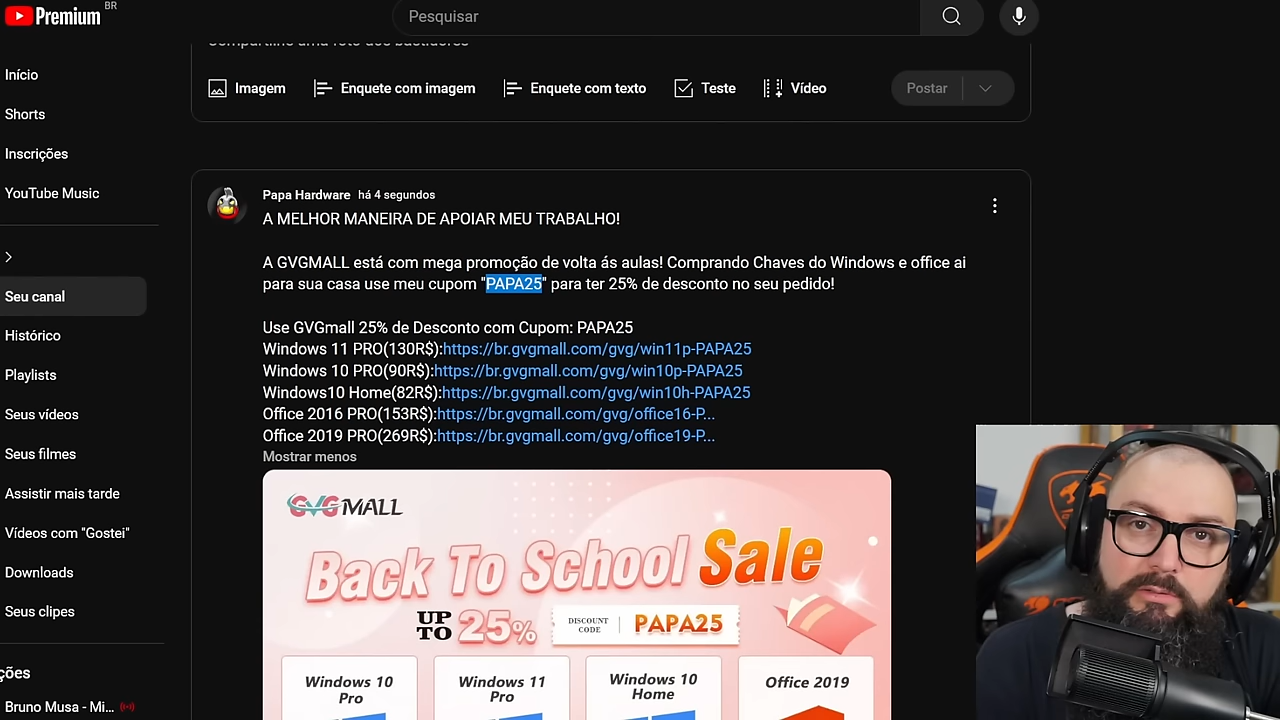 Premium BR
Pesquisar
Compartilhe uma foto dos bastidores
Início
Imagem
Enquete com imagem
Enquete com texto
Teste
Vídeo
Postar
Shorts
Inscrições
YouTube Music
Seu canal
Histórico
Playlists
Seus vídeos
Seus filmes
Assistir mais tarde
Vídeos com "Gostei"
Downloads
Seus clipes
ções
Bruno Musa - Mi...
Papa Hardware há 4 segundos
A MELHOR MANEIRA DE APOIAR MEU TRABALHO!
A GVGMALL está com mega promoção de volta ás aulas! Comprando Chaves do Windows e office ai
para sua casa use meu cupom "PAPA25" para ter 25% de desconto no seu pedido!
Use GVGmall 25% de Desconto com Cupom: PAPA25
Windows 11 PRO(130R$):https://br.gvgmall.com/gvg/win11p-PAPA25
Windows 10 PRO(90R$):https://br.gvgmall.com/gvg/win10p-PAPA25
Windows10 Home(82R$):https://br.gvgmall.com/gvg/win10h-PAPA25
Office 2016 PRO(153R$):https://br.gvgmall.com/gvg/office16-P...
Office 2019 PRO(269R$):https://br.gvgmall.com/gvg/office19-P...
Mostrar menos
GVGMALL
Back To School Sale
UP TO 25%
DISCOUNT CODE
PAPA25
Windows 10 Pro
Windows 11 Pro
Windows 10 Home
Office 2019